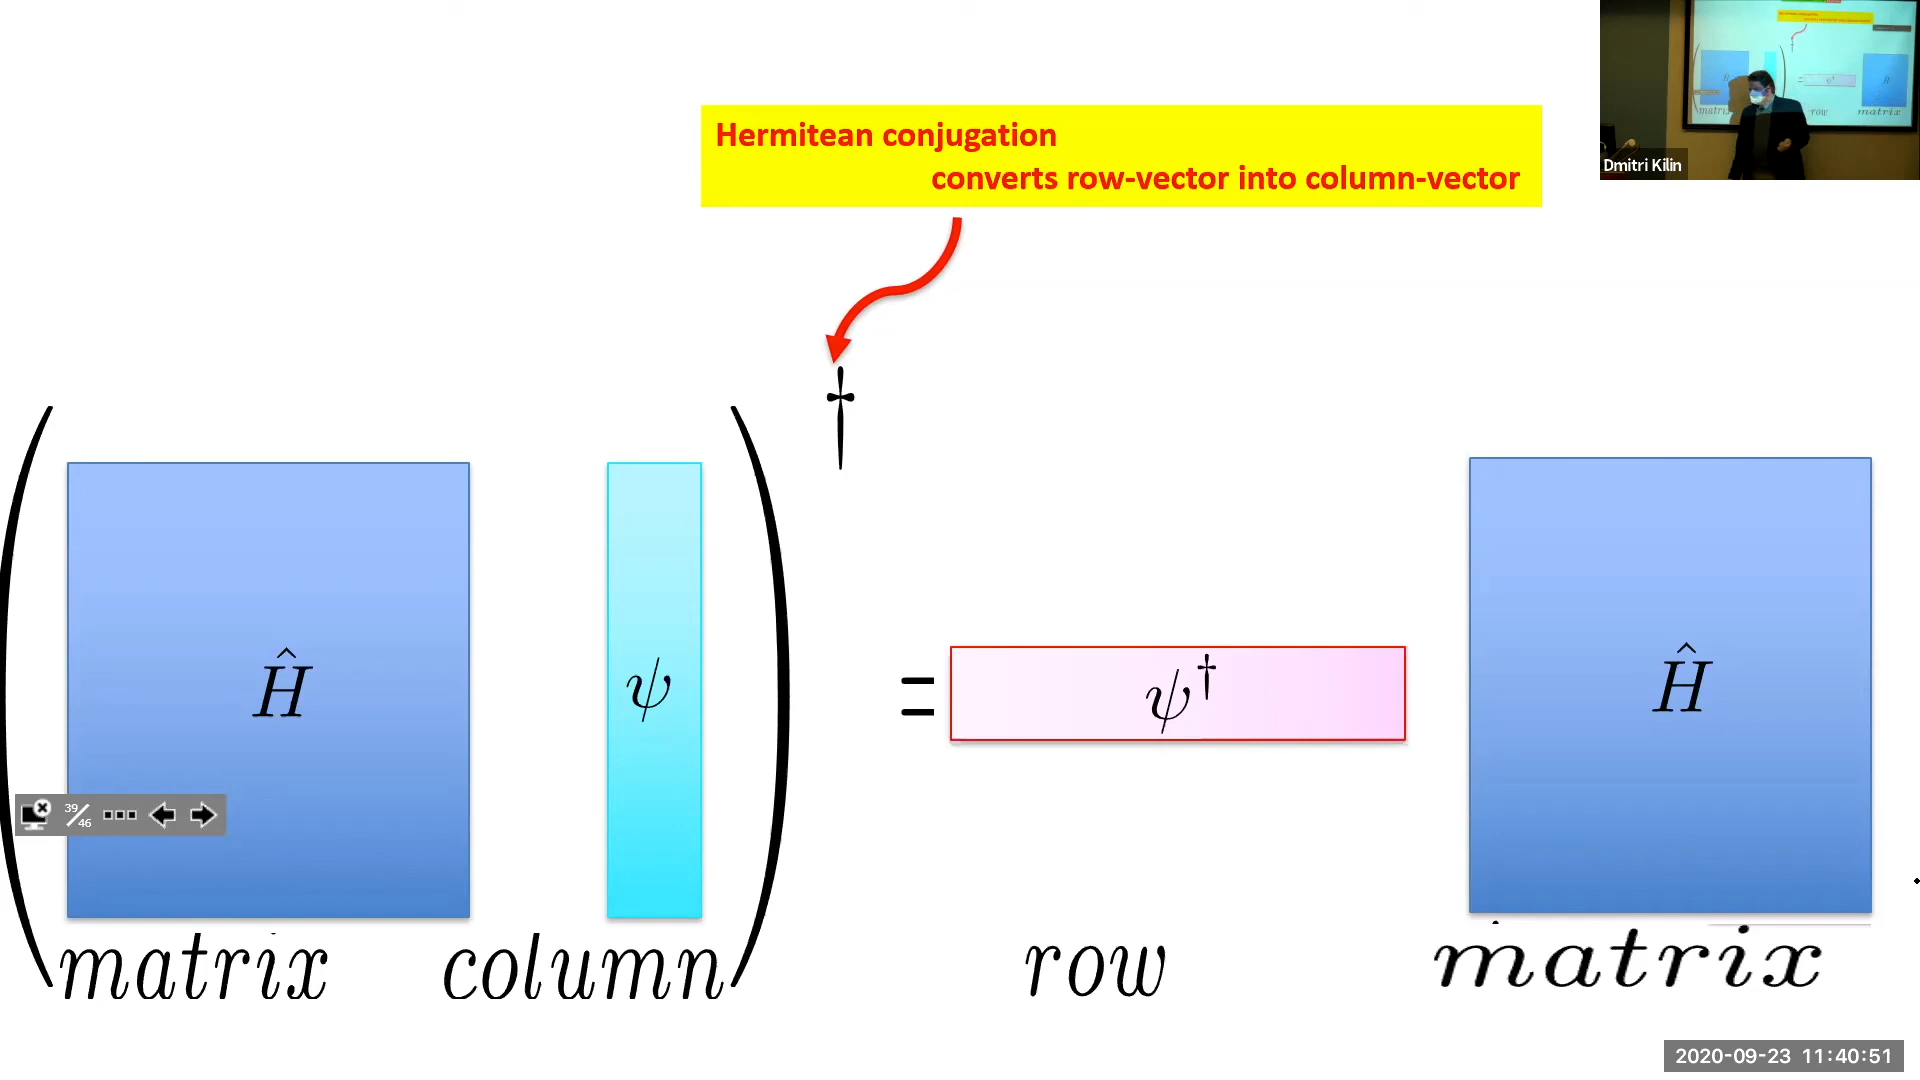 Hermitean conjugation
converts row-vector into column-vector
Dmitri Kilin
†
( Ĥ ψ ) = ψ† Ĥ
39/46
matrix column row matrix
2020-09-23 11:40:51